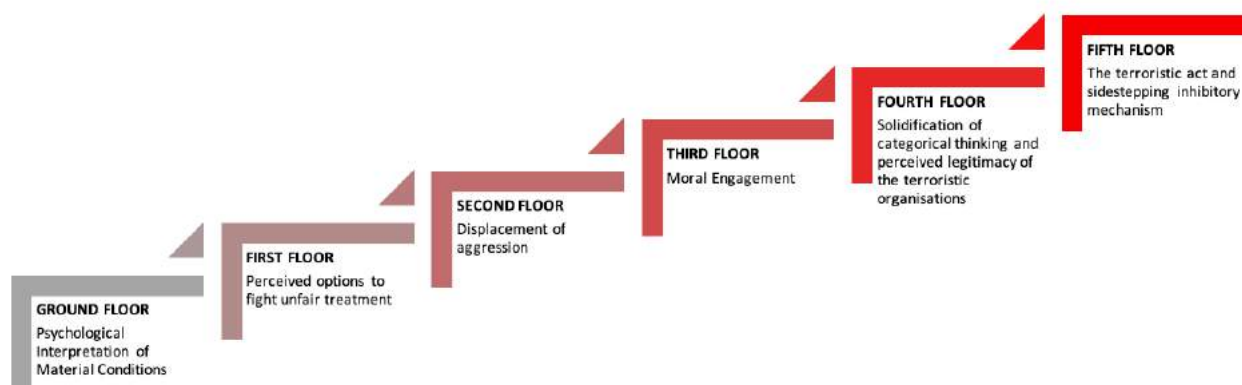 GROUND FLOOR
Psychological
Interpretation of
Material Conditions
FIRST FLOOR
Perceived options to
fight unfair treatment
SECOND FLOOR
Displacement of
aggression
THIRD FLOOR
Moral Engagement
FOURTH FLOOR
Solidification of
categorical thinking and
perceived legitimacy of
the terroristic
organisations
FIFTH FLOOR
The terroristic act and
sidestepping inhibitory
mechanism